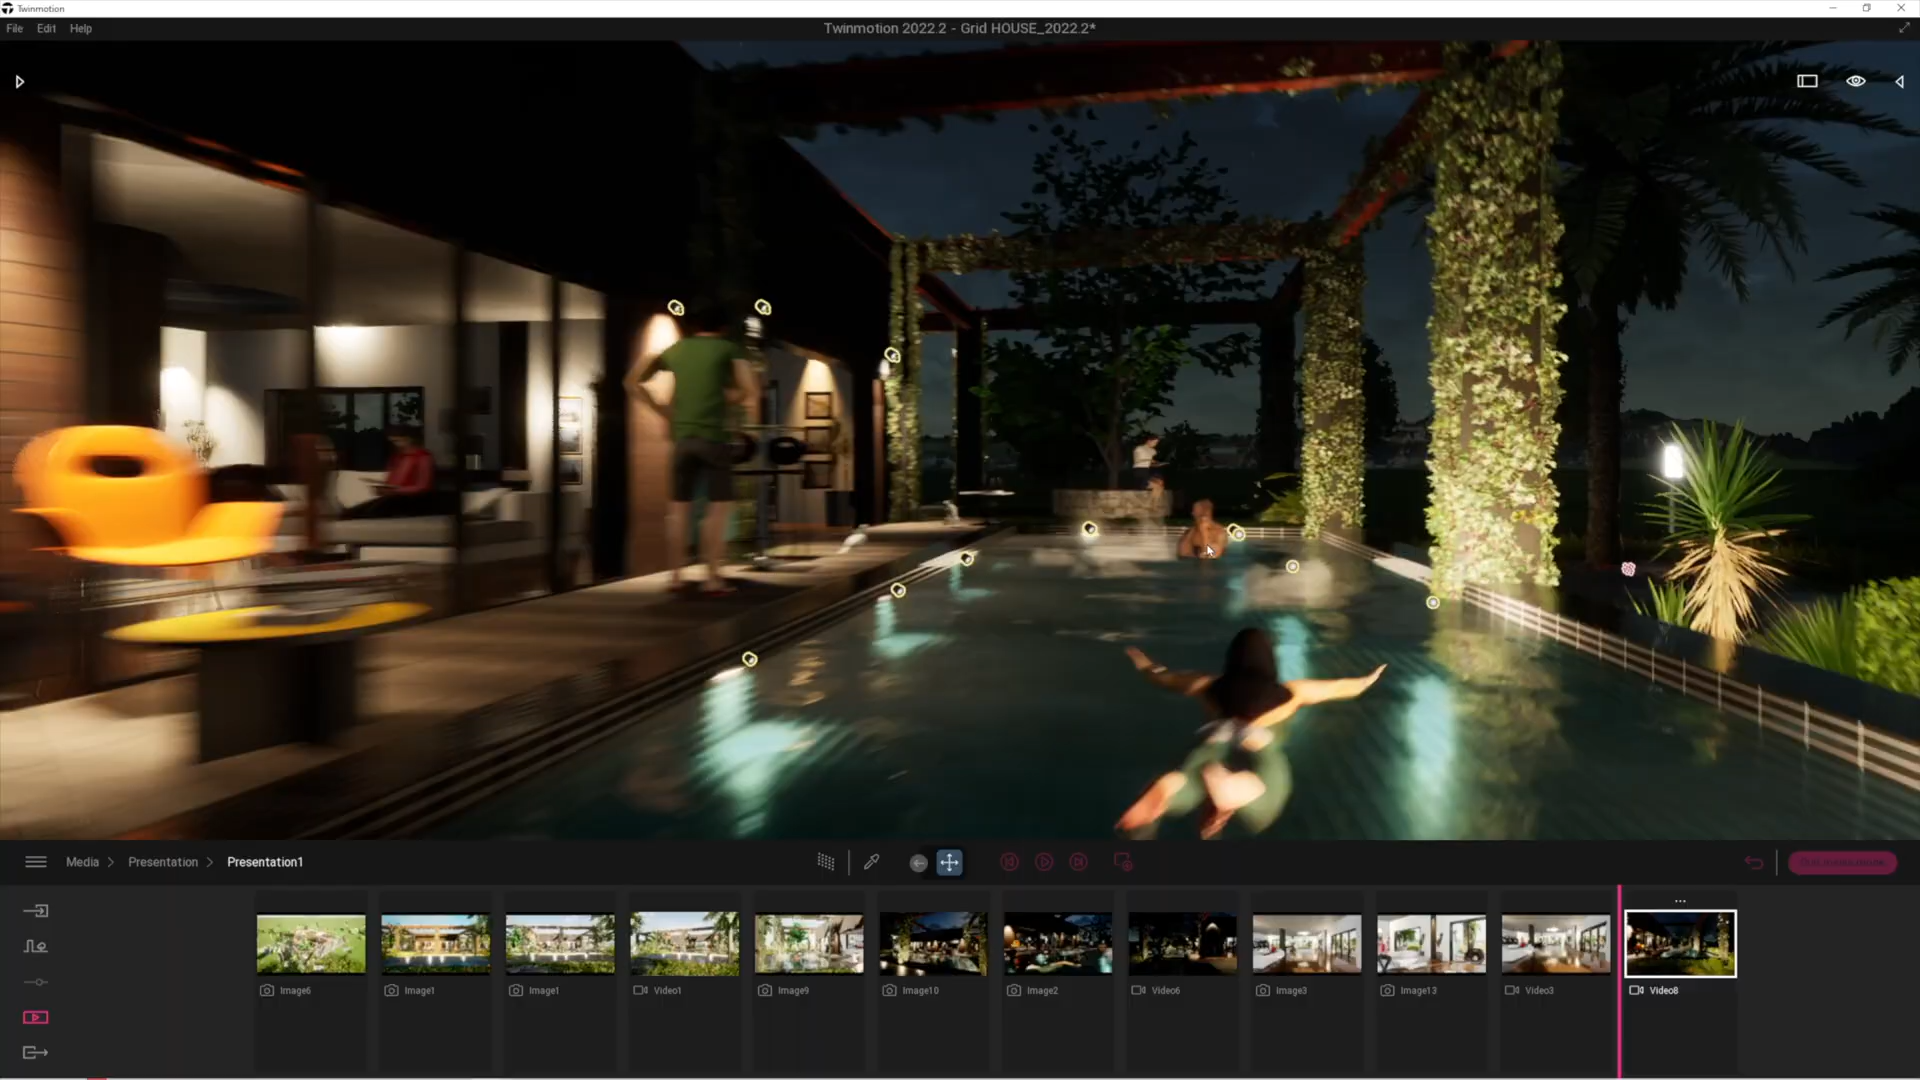 Twinmotion
File Edit Help
Twinmotion 2022.2 - Grid HOUSE_2022.2*
Media Presentation Presentation1
Image6
Image1
Image1
Video1
Image9
Image10
Image2
Video6
Image3
Image13
Video3
Video8